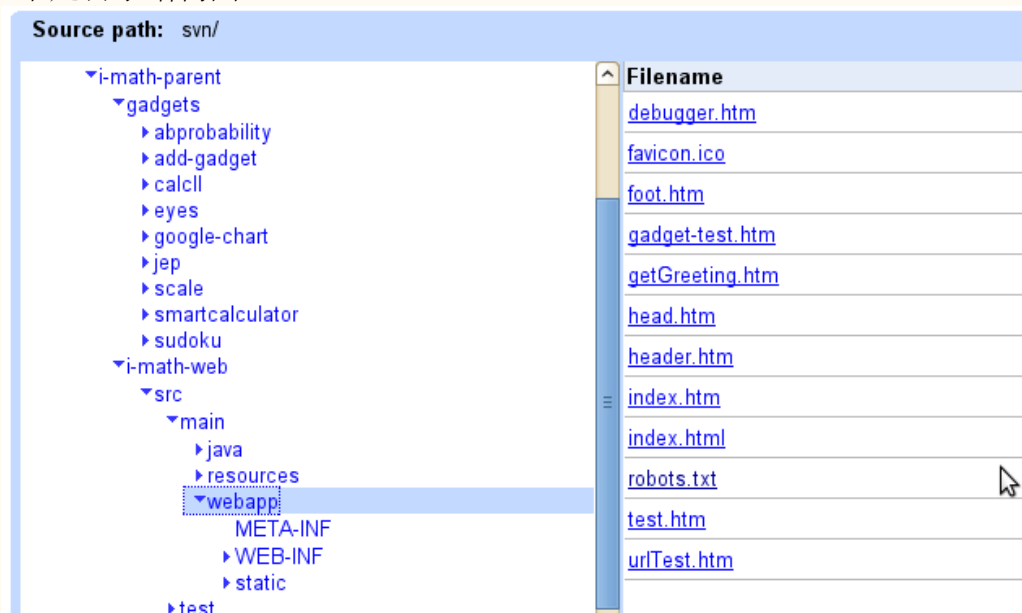 Source path: svn/
i-math-parent
gadgets
abprobability
add-gadget
calcll
eyes
google-chart
jep
scale
smartcalculator
sudoku
i-math-web
src
main
java
resources
webapp
META-INF
WEB-INF
static
test
Filename
debugger.htm
favicon.ico
foot.htm
gadget-test.htm
getGreeting.htm
head.htm
header.htm
index.htm
index.html
robots.txt
test.htm
urlTest.htm